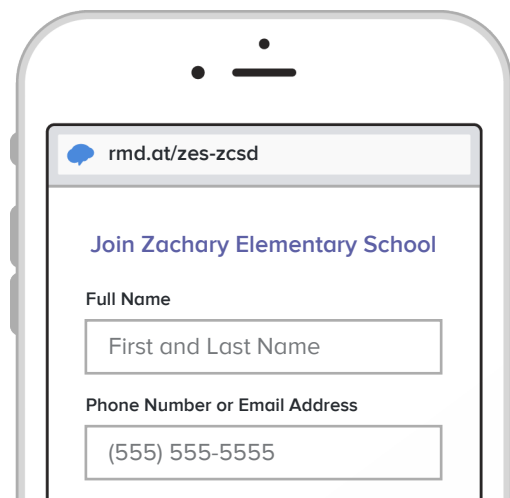 rmd.at/zes-zcsd
Join Zachary Elementary School
Full Name
First and Last Name
Phone Number or Email Address
(555) 555-5555